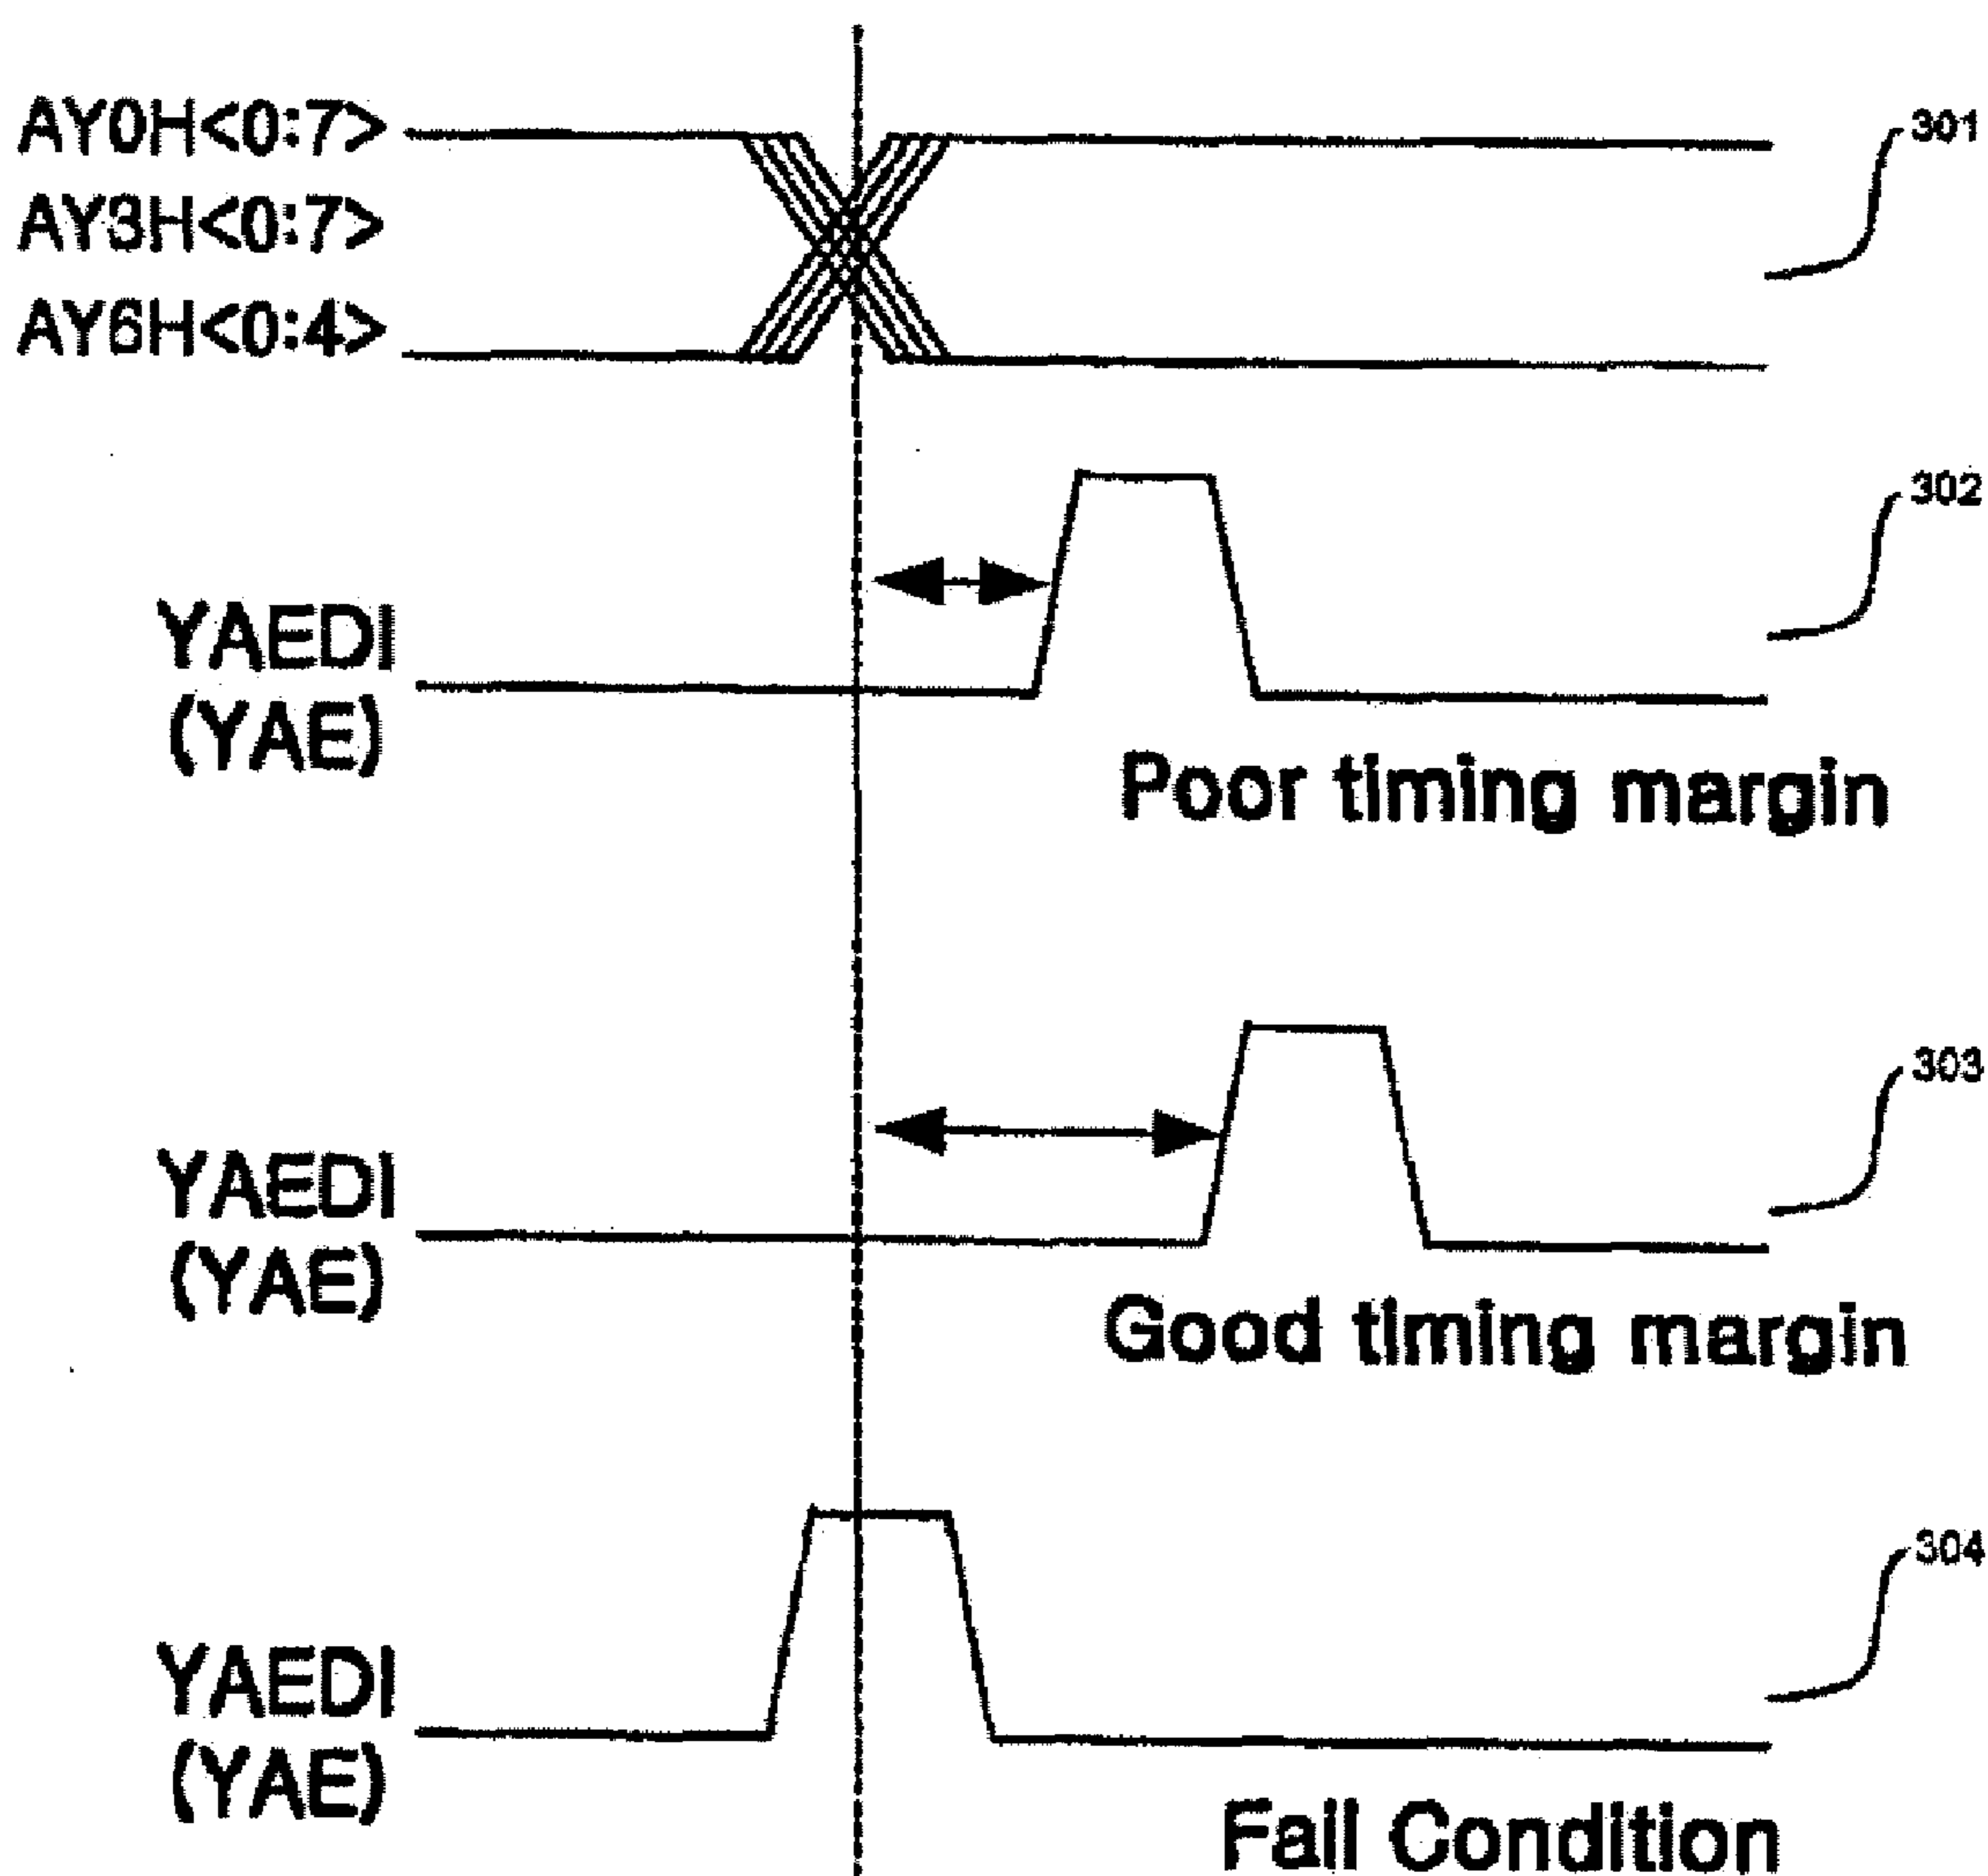 AY0H<0:7>
301
AY3H<0:7>
AY6H<0:4>
302
YAEDI
(YAE)
Poor timing margin
303
YAEDI
(YAE)
Good timing margin
304
YAEDI
(YAE)
Fail Condition